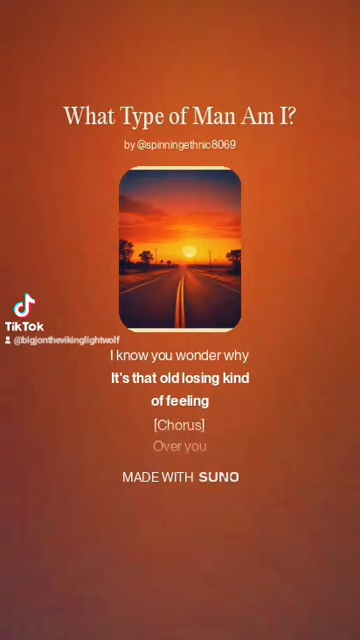 What Type of Man Am I?
by @spinningethnic8069
TikTok
@bigjonthevikinglightwolf
I know you wonder why
It's that old losing kind
of feeling
[Chorus]
Over you
MADE WITH SUNO